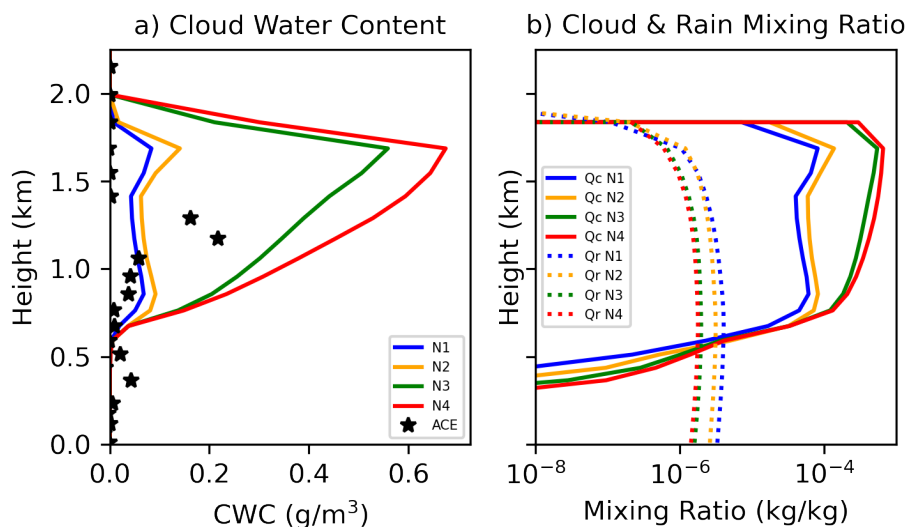 a) Cloud Water Content
Height (km)
2.0
1.5
1.0
0.5
0.0
0.0 0.2 0.4 0.6
CWC (g/m³)
N1
N2
N3
N4
ACE
b) Cloud & Rain Mixing Ratio
Height (km)
Qc N1
Qc N2
Qc N3
Qc N4
Qr N1
Qr N2
Qr N3
Qr N4
10⁻⁸ 10⁻⁶ 10⁻⁴
Mixing Ratio (kg/kg)